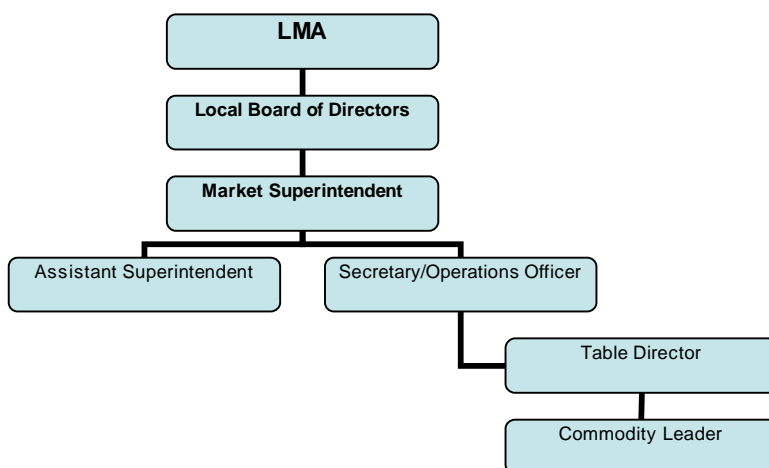 LMA
Local Board of Directors
Market Superintendent
Assistant Superintendent
Secretary/Operations Officer
Table Director
Commodity Leader